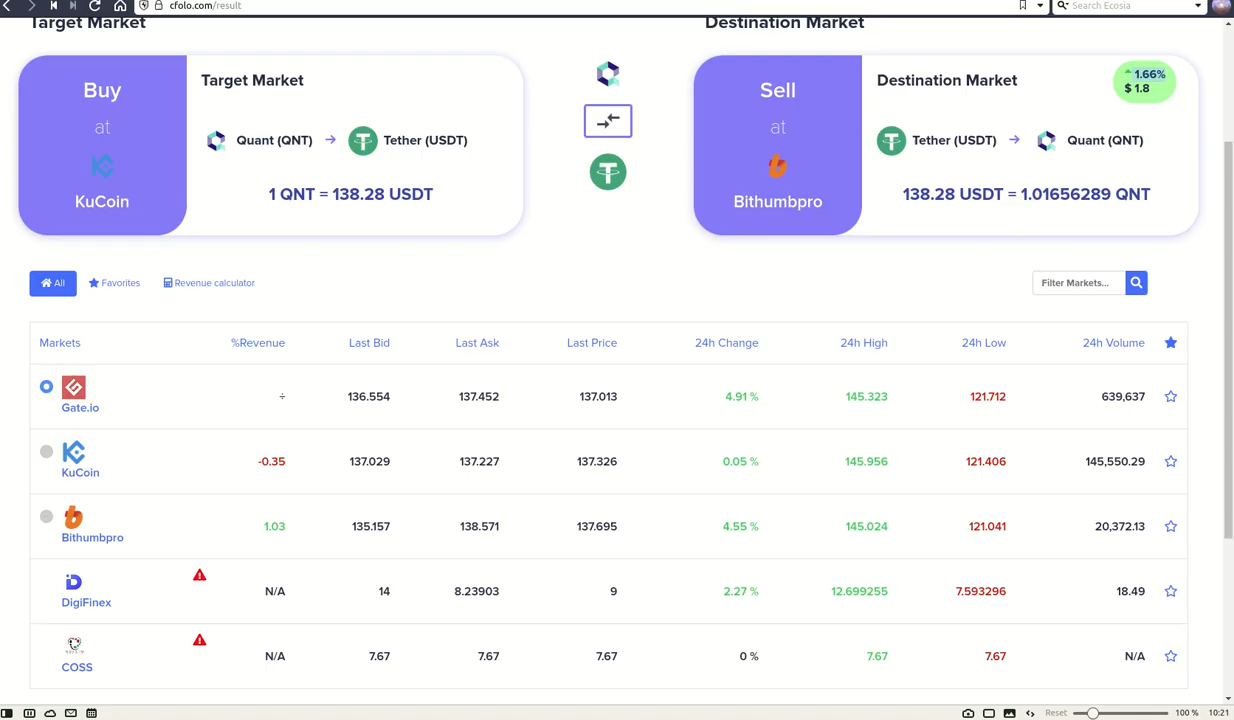 cfolo.com/result
Search Ecosia
Target Market
Destination Market
Buy
at
KuCoin
Target Market
Quant (QNT) → Tether (USDT)
1 QNT = 138.28 USDT
Sell
at
Bithumbpro
Destination Market
1.66%
$ 1.8
Tether (USDT) → Quant (QNT)
138.28 USDT = 1.01656289 QNT
All Favorites Revenue calculator
Filter Markets...
Markets %Revenue Last Bid Last Ask Last Price 24h Change 24h High 24h Low 24h Volume
Gate.io ÷ 136.554 137.452 137.013 4.91 % 145.323 121.712 639,637
KuCoin -0.35 137.029 137.227 137.326 0.05 % 145.956 121.406 145,550.29
Bithumbpro 1.03 135.157 138.571 137.695 4.55 % 145.024 121.041 20,372.13
DigiFinex N/A 14 8.23903 9 2.27 % 12.699255 7.593296 18.49
COSS N/A 7.67 7.67 7.67 0 % 7.67 7.67 N/A
Reset 100 % 10:21